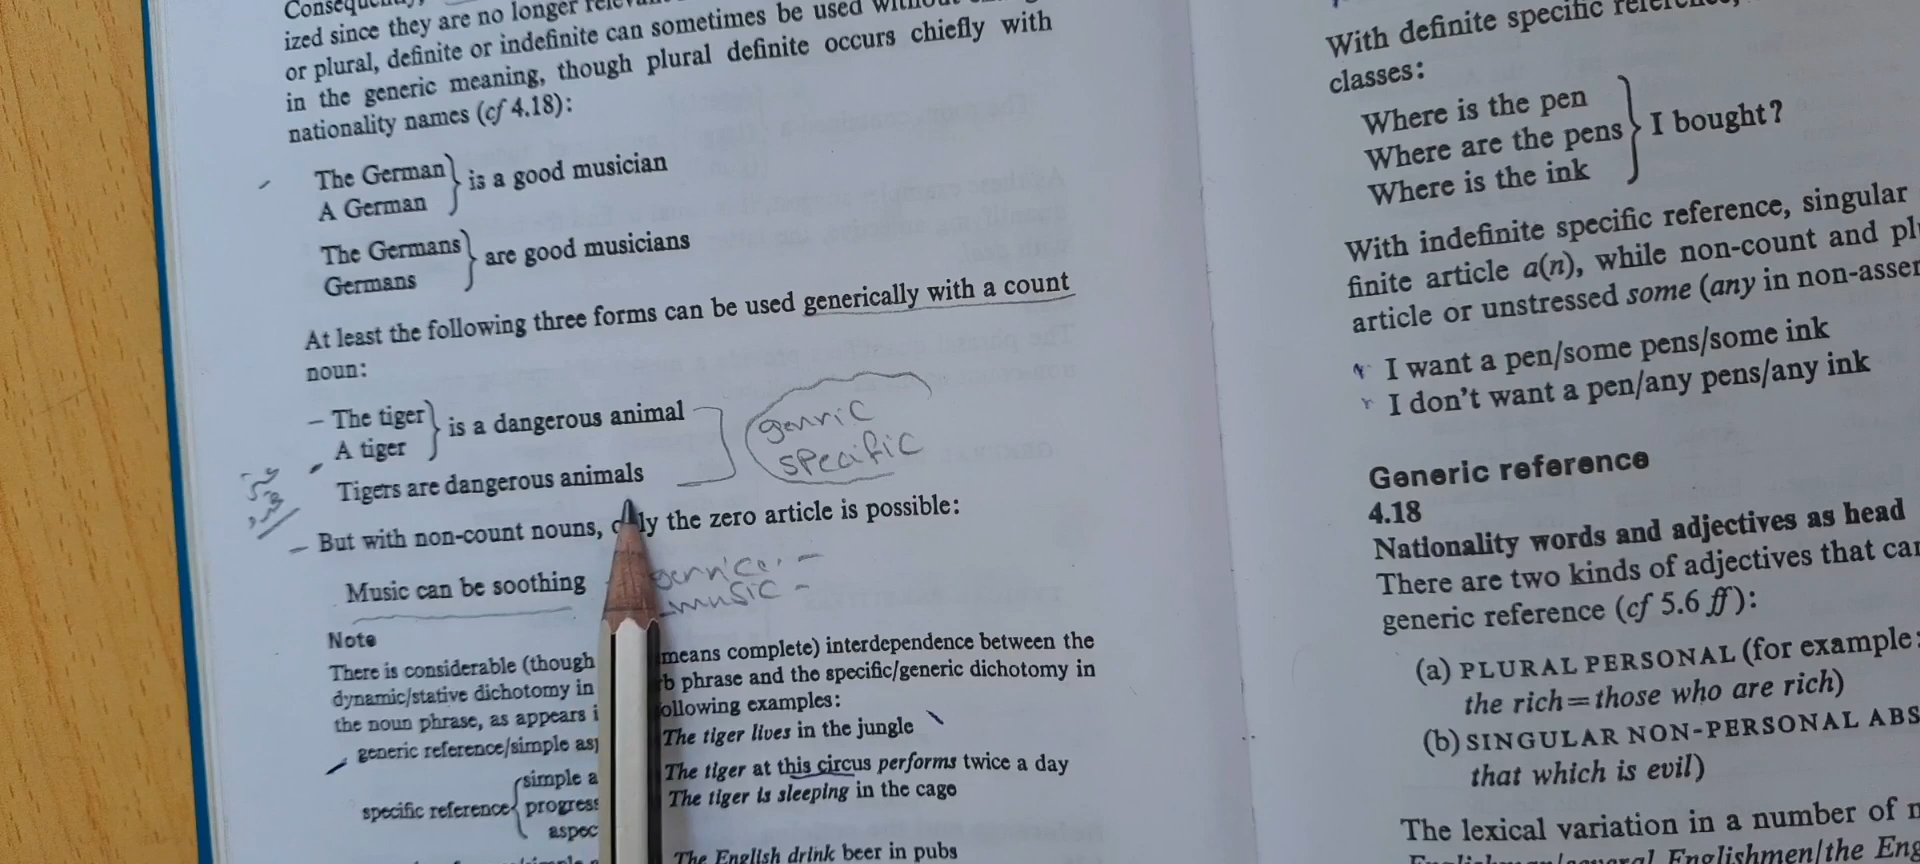 ized since they are no longer
or plural, definite or indefinite can sometimes be used
in the generic meaning, though plural definite occurs chiefly with
nationality names (cf 4.18):
The German
A German
is a good musician
The Germans
Germans
are good musicians
At least the following three forms can be used generically with a count
noun:
– The tiger
A tiger
is a dangerous animal
Tigers are dangerous animals
genric
specific
– But with non-count nouns, only the zero article is possible:
Music can be soothing
music –
Note
There is considerable (though means complete) interdependence between the
dynamic/stative dichotomy in phrase and the specific/generic dichotomy in
the noun phrase, as appears ollowing examples:
generic reference/simple The tiger lives in the jungle
specific reference
simple The tiger at this circus performs twice a day
progress The tiger is sleeping in the cage
aspec
The English drink beer in pubs
With definite specific
classes:
Where is the pen
Where are the pens
Where is the ink
I bought?
With indefinite specific reference, singular
finite article a(n), while non-count and
article or unstressed some (any in
I want a pen/some pens/some ink
I don't want a pen/any pens/any ink
Generic reference
4.18
Nationality words and adjectives as head
There are two kinds of adjectives that
generic reference (cf 5.6 ff):
(a) PLURAL PERSONAL (for example:
the rich=those who are rich)
(b) SINGULAR NON-PERSONAL ABS
that which is evil)
The lexical variation in a number of
Englishmen/the